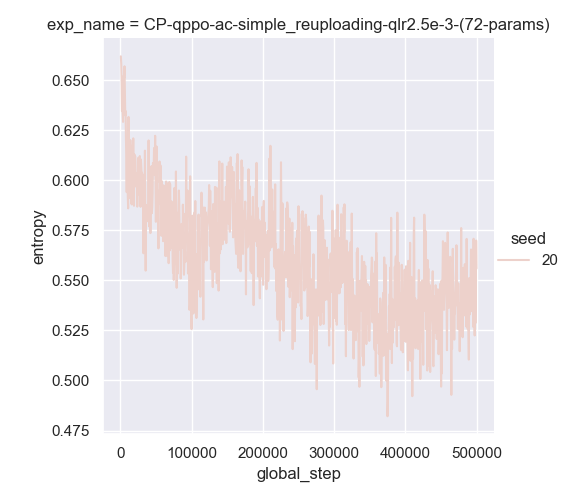 exp_name = CP-qppo-ac-simple_reuploading-qlr2.5e-3-(72-params)
0.650
0.625
0.600
0.575
0.550
0.525
0.500
0.475
entropy
0 100000 200000 300000 400000 500000
global_step
seed
20